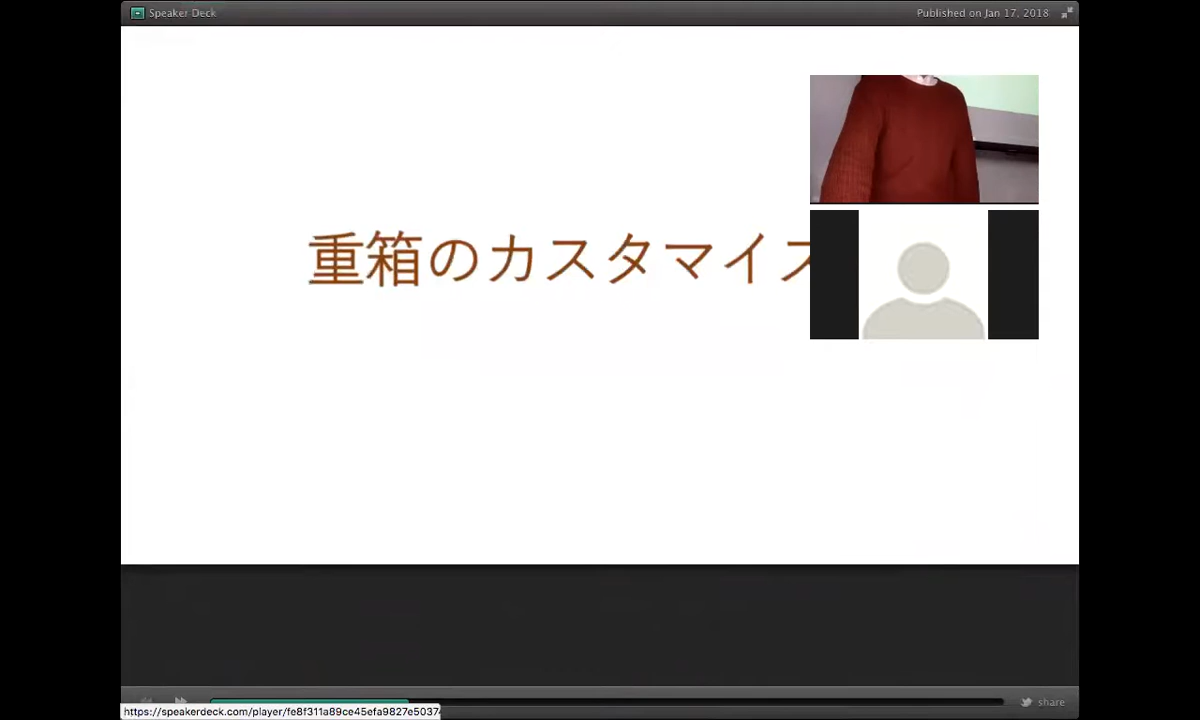 Speaker Deck
Published on Jan 17, 2018
重箱のカスタマイズ
share
https://speakerdeck.com/player/fe8f311a89ce45efa9827e5037